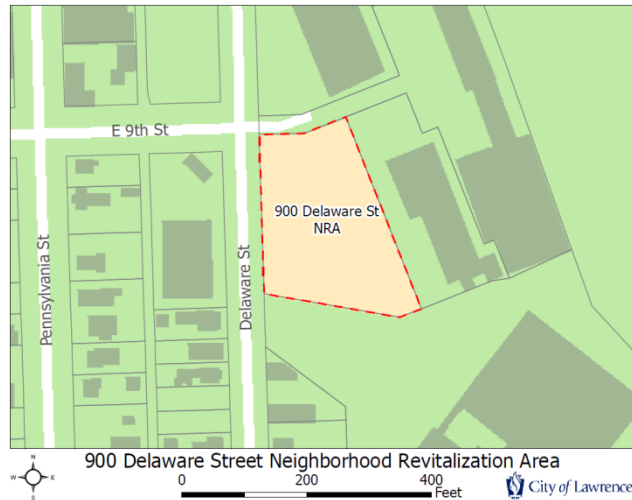 E 9th St
900 Delaware St
NRA
Pennsylvania St
Delaware St
900 Delaware Street Neighborhood Revitalization Area
N
W E
S
0 200 400
Feet
City of Lawrence